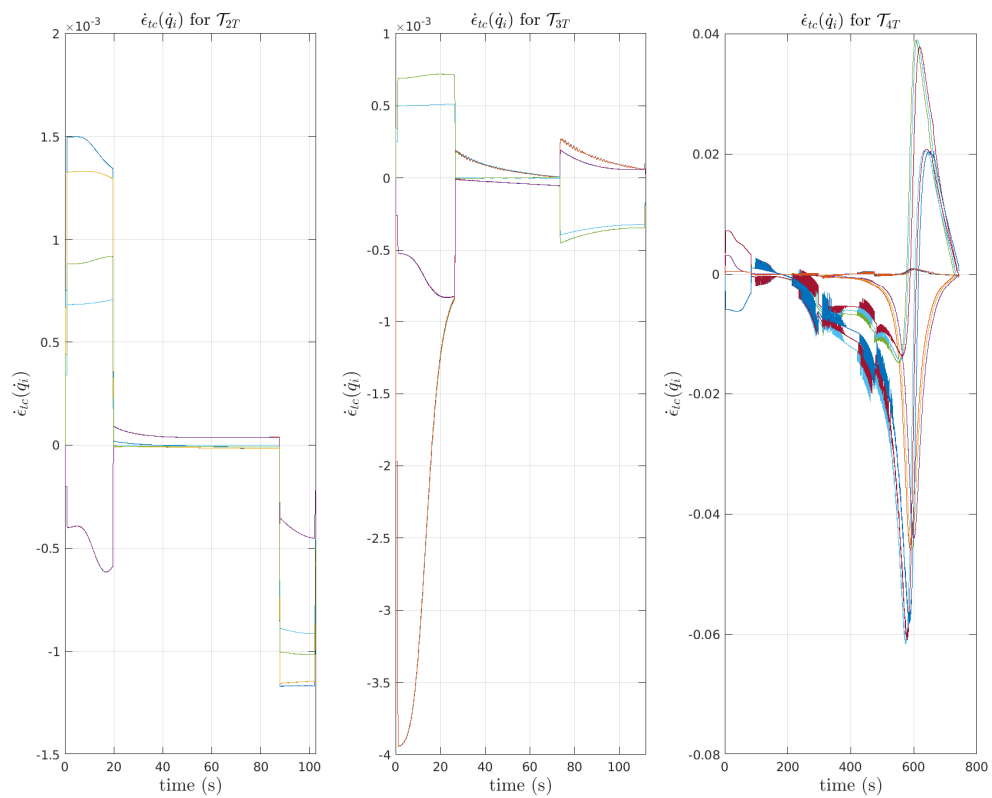 ϵ̇_tc(q̇_i) for 𝒯_2T
×10⁻³
2
1.5
1
0.5
0
-0.5
-1
-1.5
ϵ̇_tc(q̇_i)
0 20 40 60 80 100
time (s)
ϵ̇_tc(q̇_i) for 𝒯_3T
1 ×10⁻³
0.5
0
-0.5
-1
-1.5
-2
-2.5
-3
-3.5
-4
ϵ̇_tc(q̇_i)
0 20 40 60 80 100
time (s)
ϵ̇_tc(q̇_i) for 𝒯_4T
0.04
0.02
0
-0.02
-0.04
-0.06
-0.08
ϵ̇_tc(q̇_i)
0 200 400 600 800
time (s)